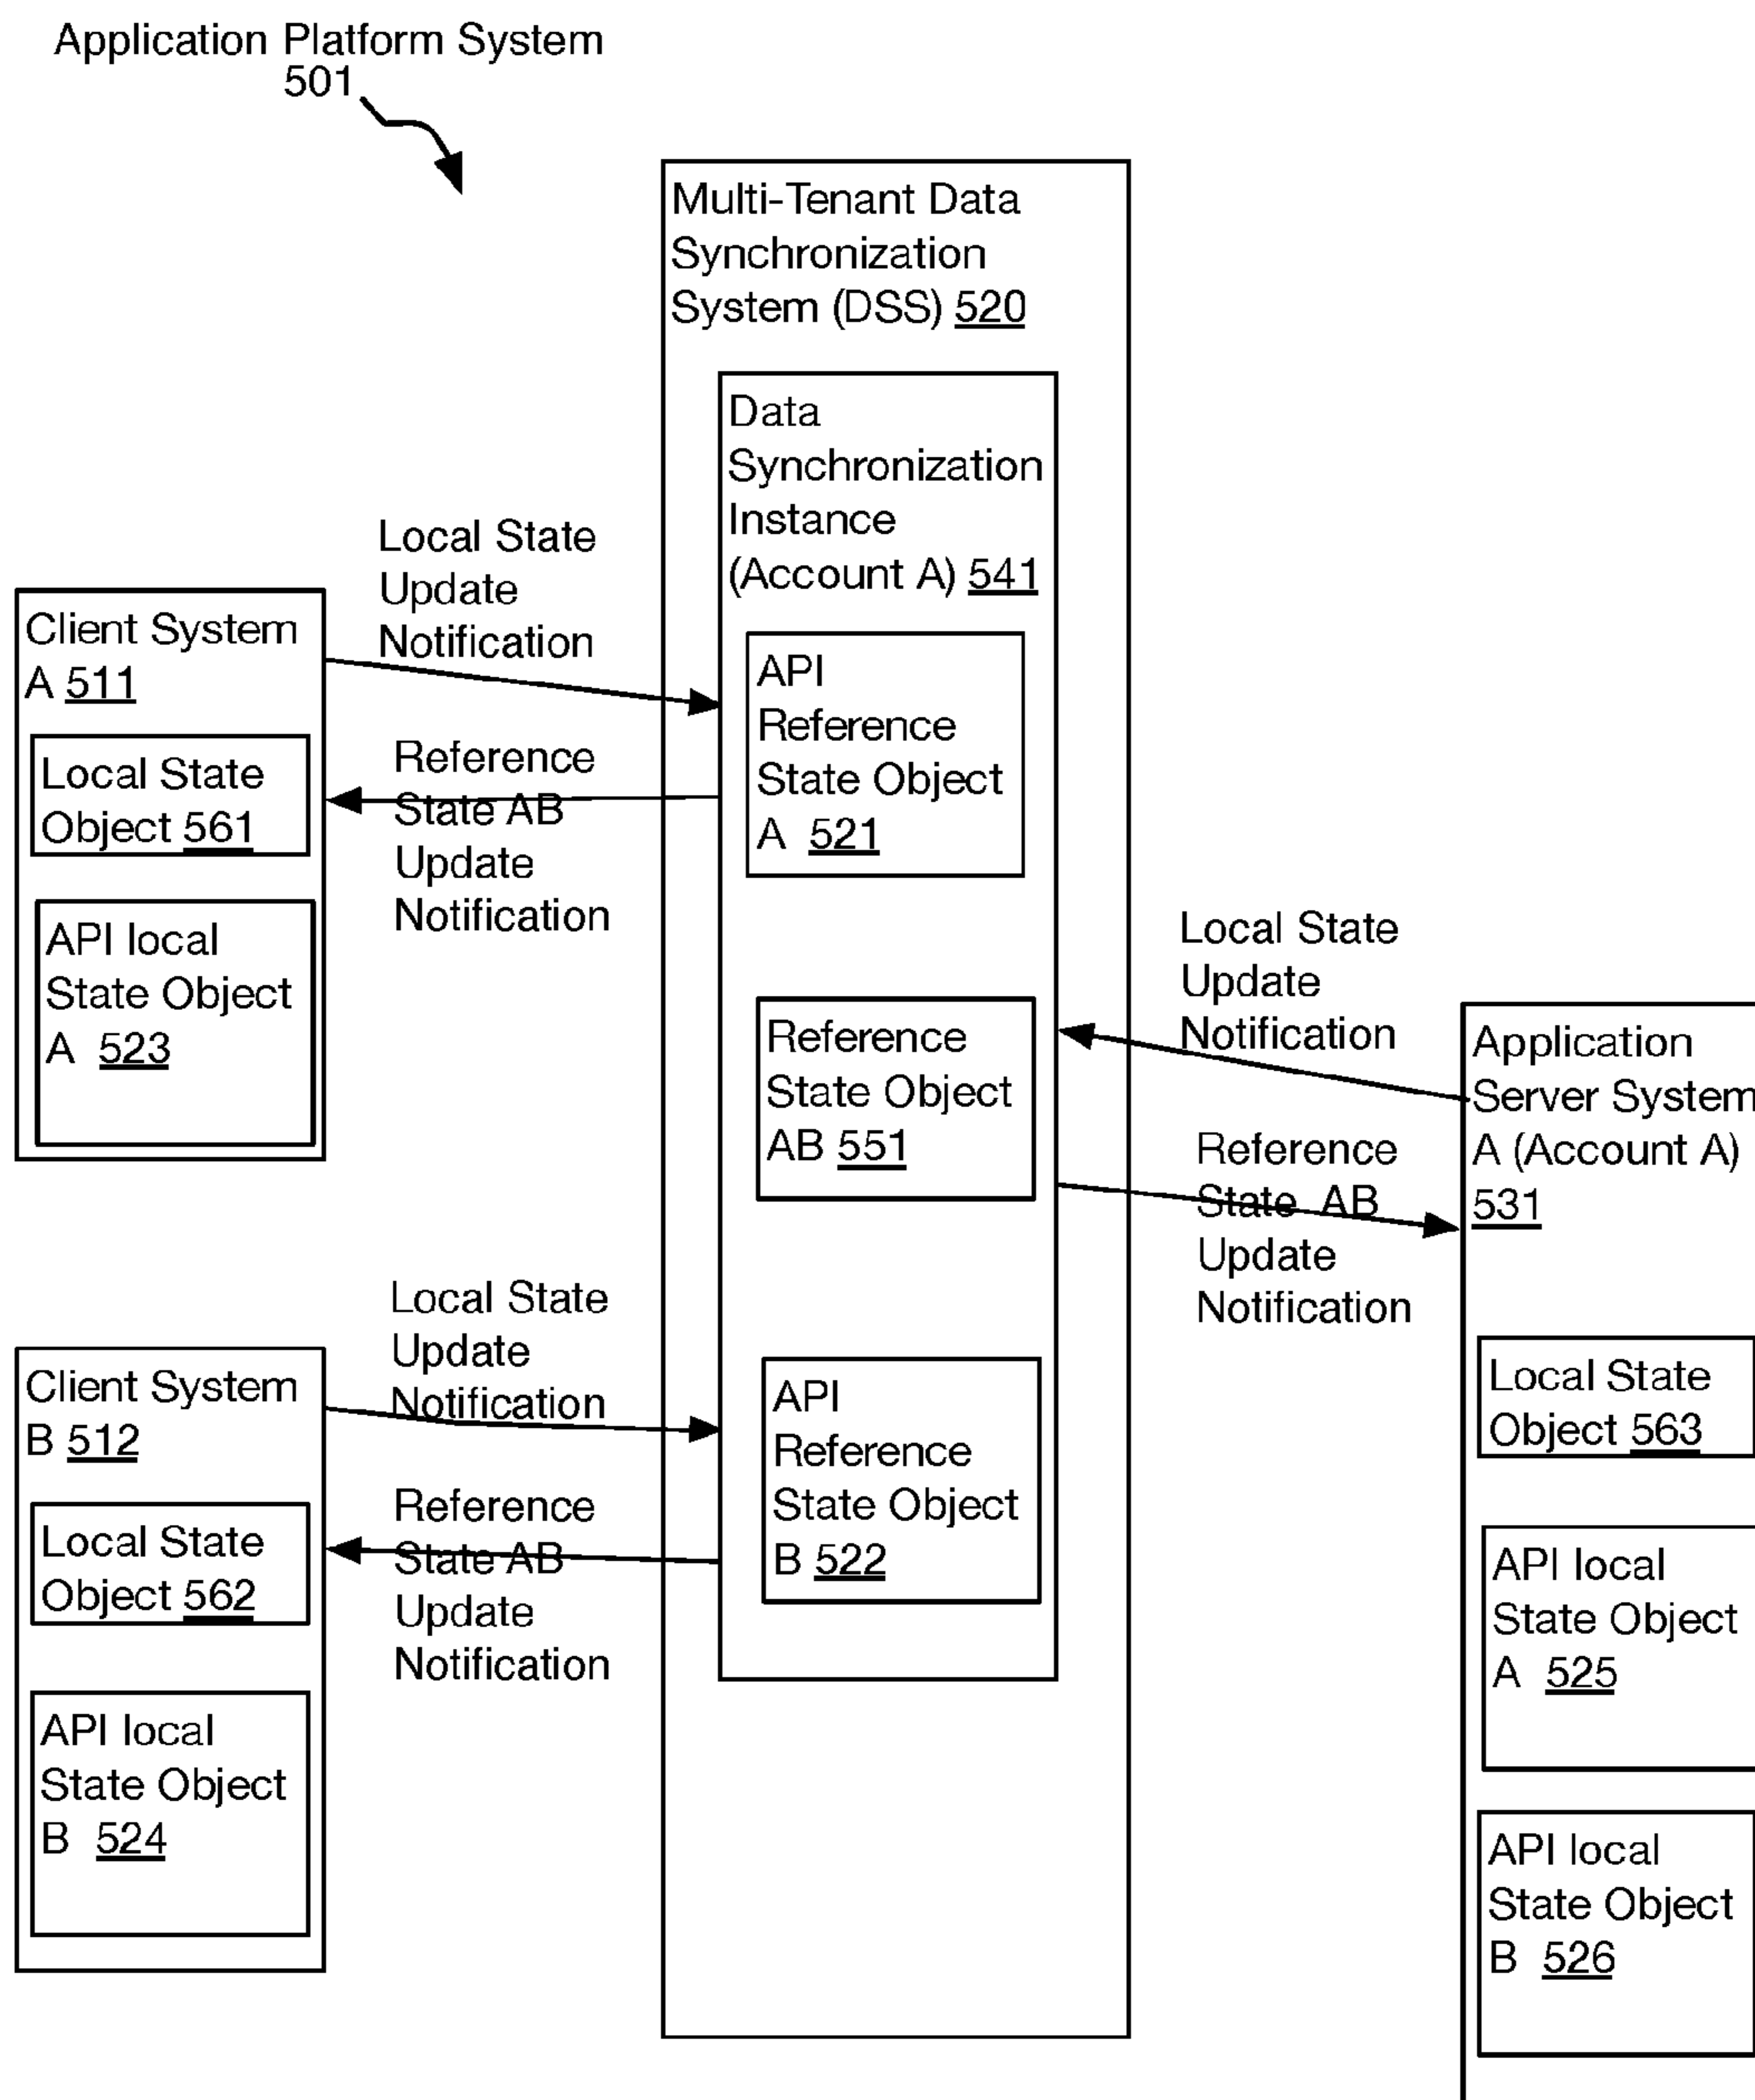 Application Platform System
501
Multi-Tenant Data
Synchronization
System (DSS) 520
Data
Synchronization
Instance
(Account A) 541
API
Reference
State Object
A 521
Reference
State Object
AB 551
API
Reference
State Object
B 522
Local State
Update
Notification
Reference
State AB
Update
Notification
Client System
A 511
Local State
Object 561
API local
State Object
A 523
Local State
Update
Notification
Reference
State AB
Update
Notification
Client System
B 512
Local State
Object 562
API local
State Object
B 524
Local State
Update
Notification
Reference
State AB
Update
Notification
Application
Server System
A (Account A)
531
Local State
Object 563
API local
State Object
A 525
API local
State Object
B 526